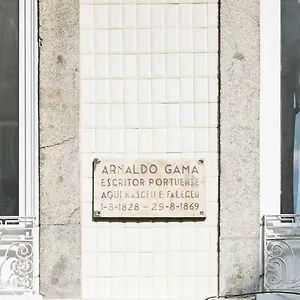 ARNALDO GAMA
ESCRITOR PORTUENSE
AQUI NASCEU E FALECEU
1-8-1828 – 29-8-1869